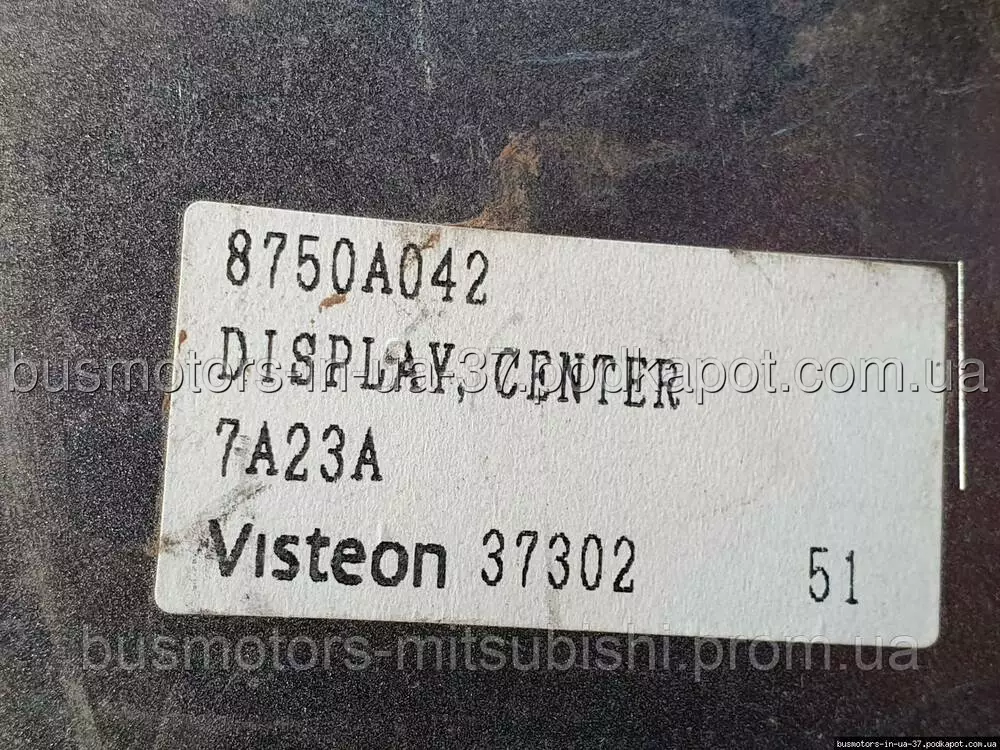 8750A042
DISPLAY, CENTER
busmotors-in-ua-37.podkapot.com.ua
7A23A
Visteon 37302 51
busmotors-mitsubishi.prom.ua
busmotors-in-ua-37.podkapot.com.ua